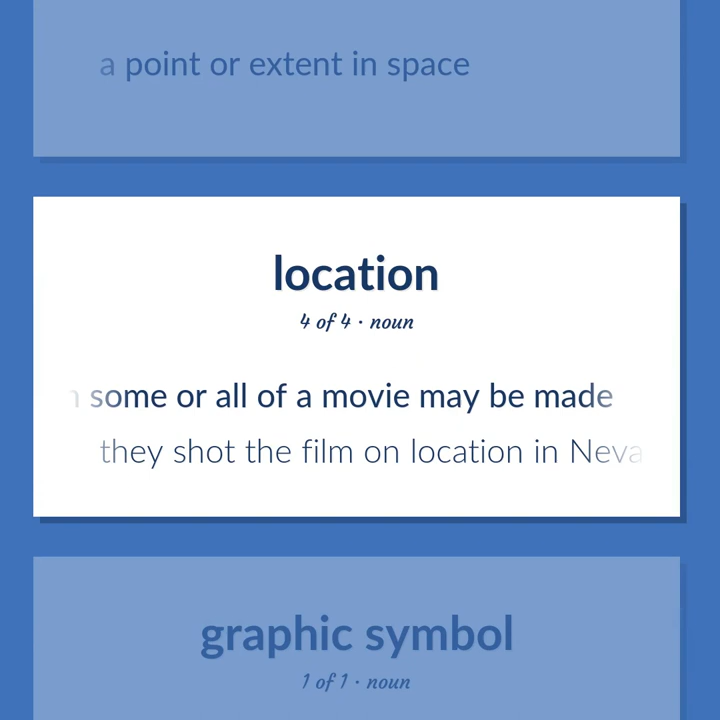 a point or extent in space
location
4 of 4 · noun
some or all of a movie may be made
they shot the film on location in
graphic symbol
1 of 1 · noun